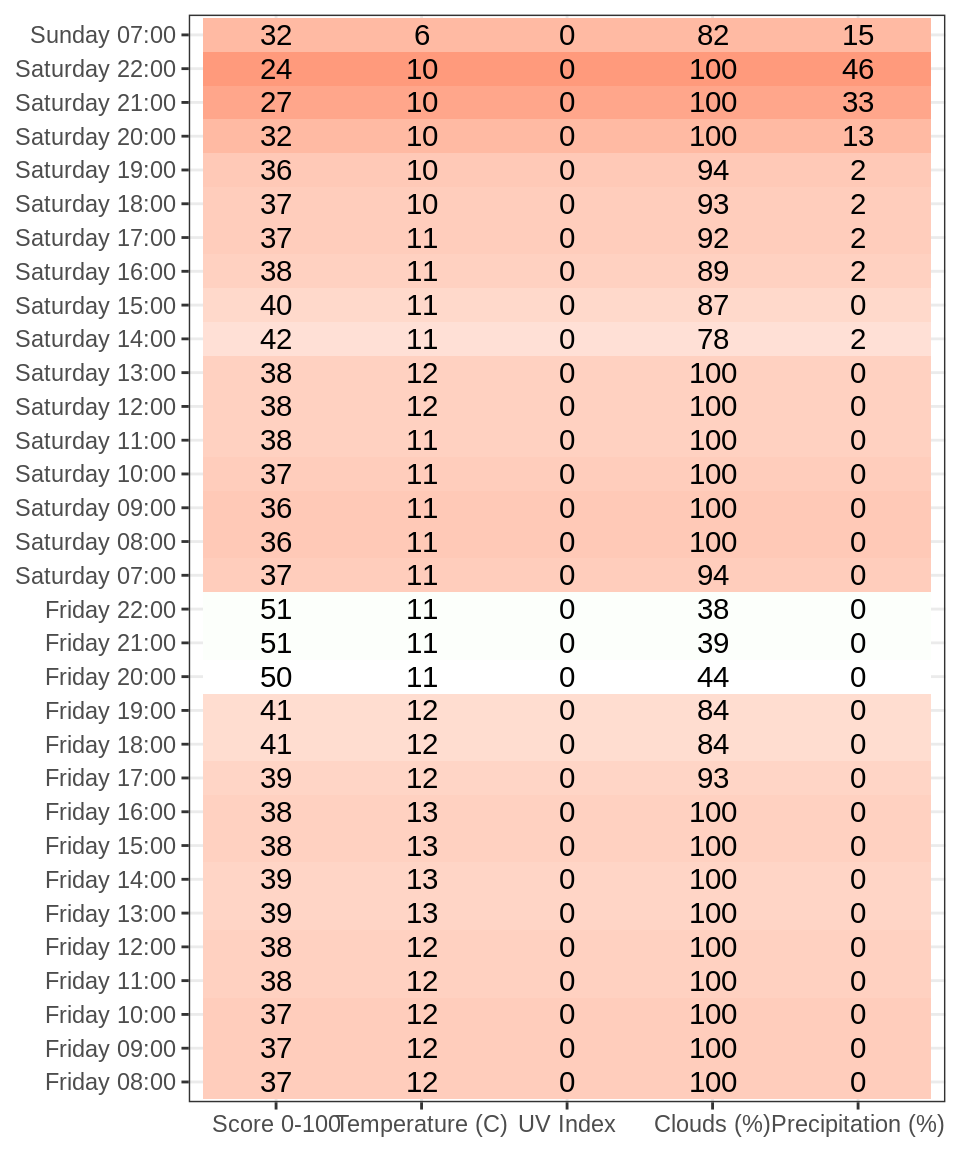 Sunday 07:00 32 6 0 82 15
Saturday 22:00 24 10 0 100 46
Saturday 21:00 27 10 0 100 33
Saturday 20:00 32 10 0 100 13
Saturday 19:00 36 10 0 94 2
Saturday 18:00 37 10 0 93 2
Saturday 17:00 37 11 0 92 2
Saturday 16:00 38 11 0 89 2
Saturday 15:00 40 11 0 87 0
Saturday 14:00 42 11 0 78 2
Saturday 13:00 38 12 0 100 0
Saturday 12:00 38 12 0 100 0
Saturday 11:00 38 11 0 100 0
Saturday 10:00 37 11 0 100 0
Saturday 09:00 36 11 0 100 0
Saturday 08:00 36 11 0 100 0
Saturday 07:00 37 11 0 94 0
Friday 22:00 51 11 0 38 0
Friday 21:00 51 11 0 39 0
Friday 20:00 50 11 0 44 0
Friday 19:00 41 12 0 84 0
Friday 18:00 41 12 0 84 0
Friday 17:00 39 12 0 93 0
Friday 16:00 38 13 0 100 0
Friday 15:00 38 13 0 100 0
Friday 14:00 39 13 0 100 0
Friday 13:00 39 13 0 100 0
Friday 12:00 38 12 0 100 0
Friday 11:00 38 12 0 100 0
Friday 10:00 37 12 0 100 0
Friday 09:00 37 12 0 100 0
Friday 08:00 37 12 0 100 0
Score 0-100 Temperature (C) UV Index Clouds (%) Precipitation (%)